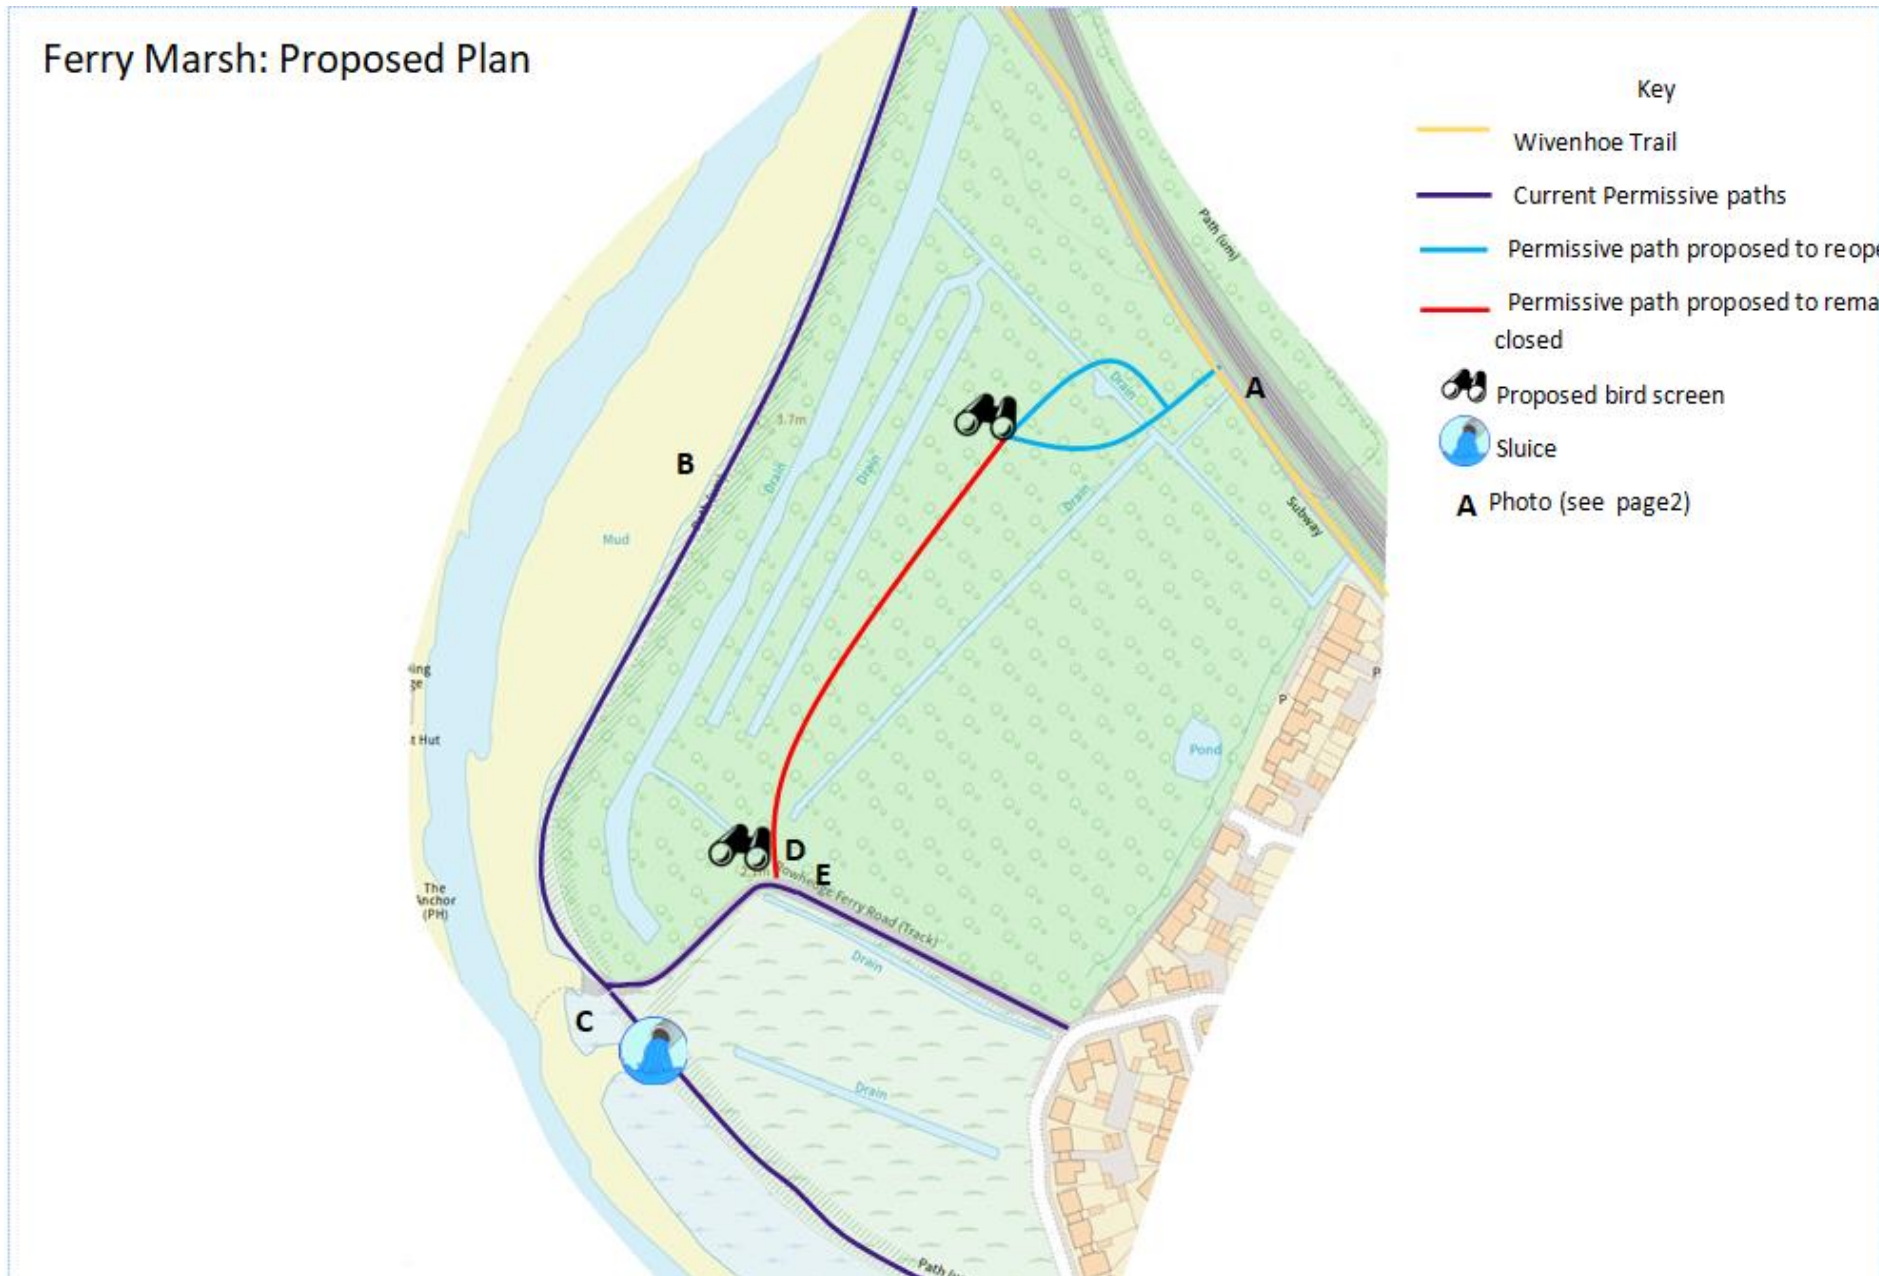 Ferry Marsh: Proposed Plan
Key
Wivenhoe Trail
Current Permissive paths
Permissive path proposed to reope
Permissive path proposed to rema
closed
Proposed bird screen
Sluice
A Photo (see page2)
Path (um)
A
Drain
3.7m
B
Drain
Drain
Drain
Subway
Mud
P
P
t Hut
Pond
D
E
Rowhedge Ferry Road (Track)
The
Anchor
(PH)
Drain
C
Drain
Path